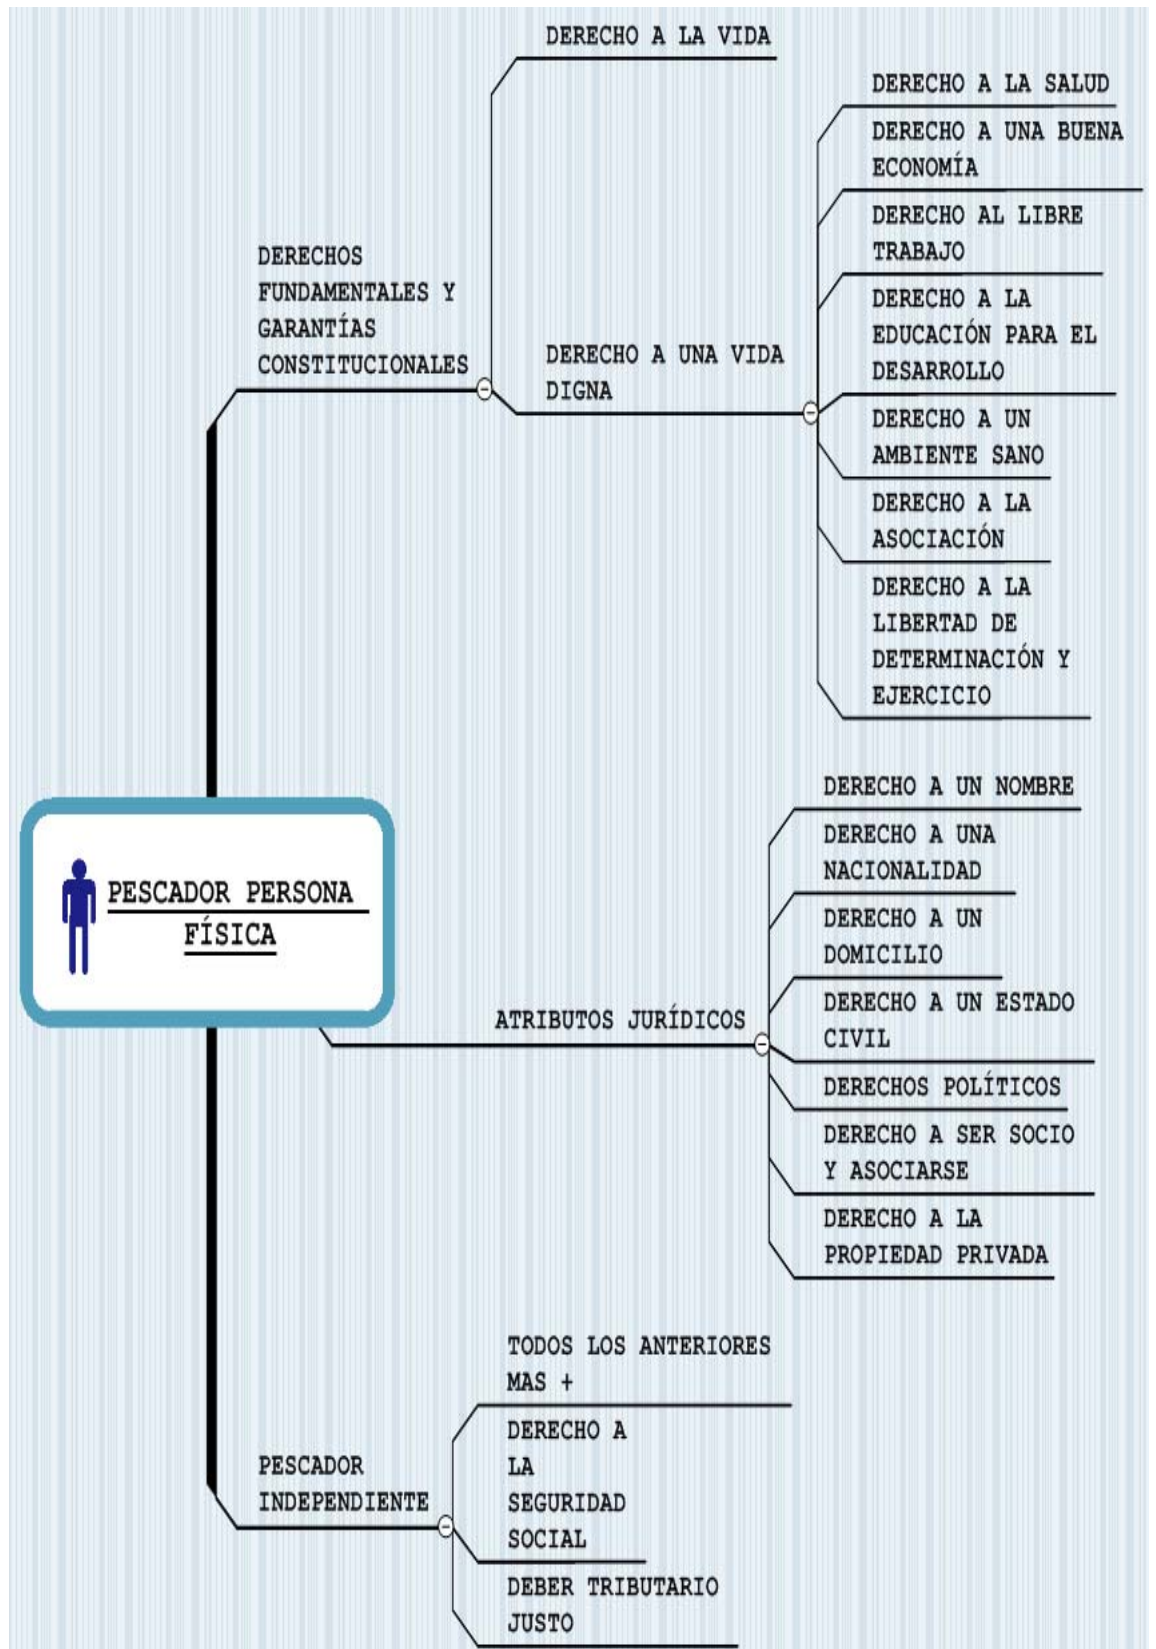 DERECHO A LA VIDA
DERECHO A LA SALUD
DERECHO A UNA BUENA
ECONOMÍA
DERECHO AL LIBRE
TRABAJO
DERECHOS
FUNDAMENTALES Y
GARANTÍAS
CONSTITUCIONALES
DERECHO A UNA VIDA
DIGNA
DERECHO A LA
EDUCACIÓN PARA EL
DESARROLLO
DERECHO A UN
AMBIENTE SANO
DERECHO A LA
ASOCIACIÓN
DERECHO A LA
LIBERTAD DE
DETERMINACIÓN Y
EJERCICIO
PESCADOR PERSONA
FÍSICA
ATRIBUTOS JURÍDICOS
DERECHO A UN NOMBRE
DERECHO A UNA
NACIONALIDAD
DERECHO A UN
DOMICILIO
DERECHO A UN ESTADO
CIVIL
DERECHOS POLÍTICOS
DERECHO A SER SOCIO
Y ASOCIARSE
DERECHO A LA
PROPIEDAD PRIVADA
PESCADOR
INDEPENDIENTE
TODOS LOS ANTERIORES
MAS +
DERECHO A
LA
SEGURIDAD
SOCIAL
DEBER TRIBUTARIO
JUSTO